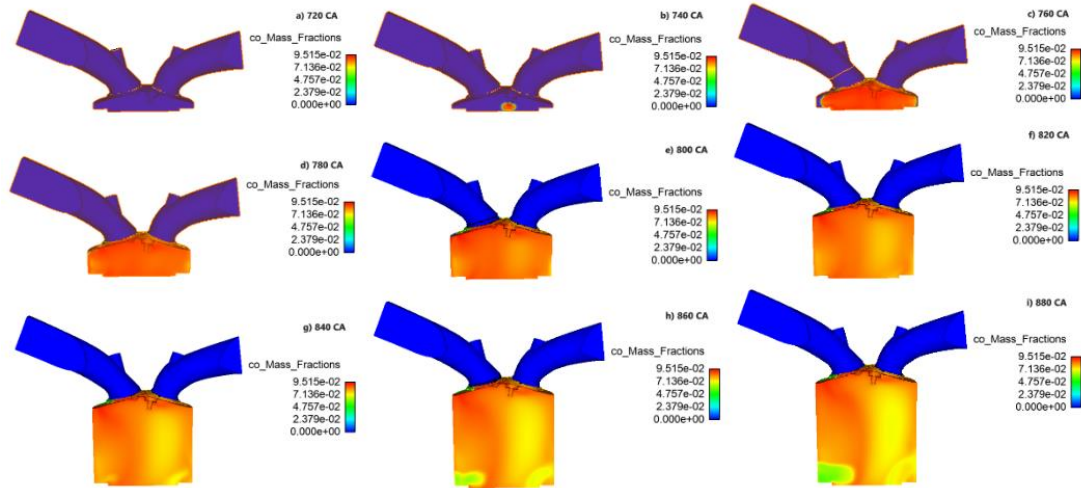 a) 720 CA
co_Mass_Fractions
9.515e-02
7.136e-02
4.757e-02
2.379e-02
0.000e+00
b) 740 CA
co_Mass_Fractions
9.515e-02
7.136e-02
4.757e-02
2.379e-02
0.000e+00
c) 760 CA
co_Mass_Fractions
9.515e-02
7.136e-02
4.757e-02
2.379e-02
0.000e+00
d) 780 CA
co_Mass_Fractions
9.515e-02
7.136e-02
4.757e-02
2.379e-02
0.000e+00
e) 800 CA
co_Mass_Fractions
9.515e-02
7.136e-02
4.757e-02
2.379e-02
0.000e+00
f) 820 CA
co_Mass_Fractions
9.515e-02
7.136e-02
4.757e-02
2.379e-02
0.000e+00
g) 840 CA
co_Mass_Fractions
9.515e-02
7.136e-02
4.757e-02
2.379e-02
0.000e+00
h) 860 CA
co_Mass_Fractions
9.515e-02
7.136e-02
4.757e-02
2.379e-02
0.000e+00
i) 880 CA
co_Mass_Fractions
9.515e-02
7.136e-02
4.757e-02
2.379e-02
0.000e+00